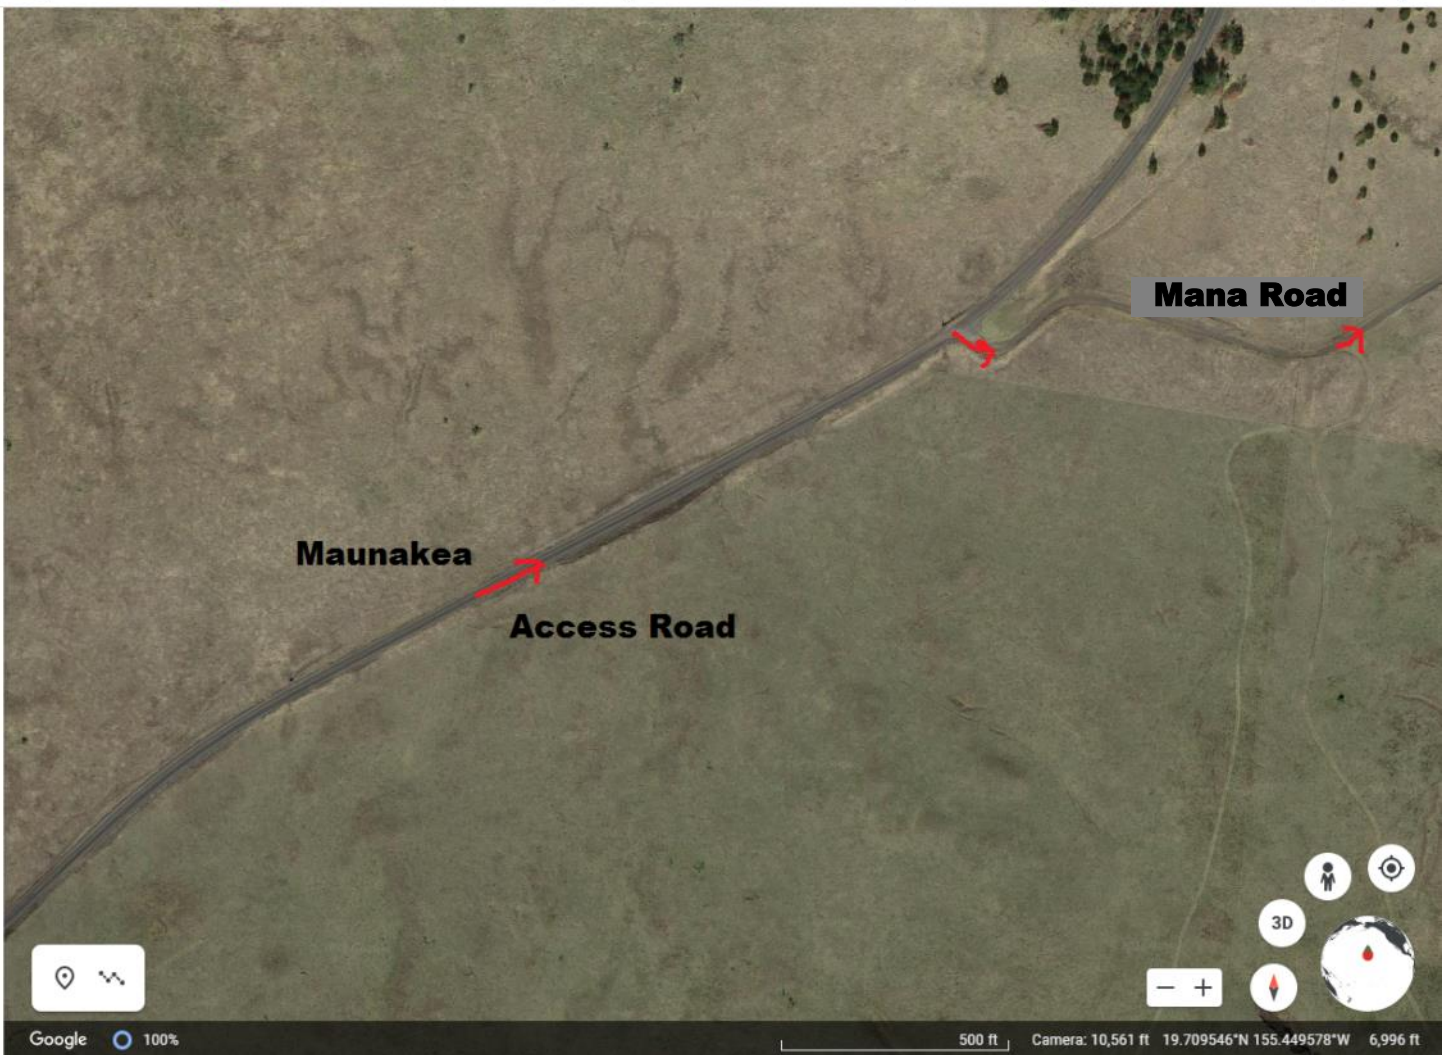 Mana Road
Maunakea
Access Road
3D
Google 100% 500 ft Camera: 10,561 ft 19.709546°N 155.449578°W 6,996 ft